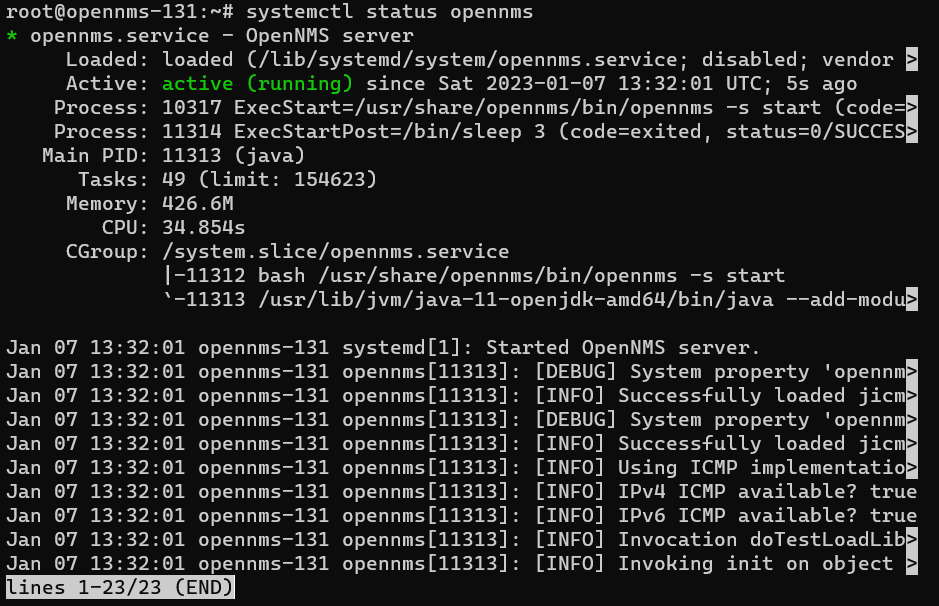 root@opennms-131:~# systemctl status opennms
* opennms.service - OpenNMS server
     Loaded: loaded (/lib/systemd/system/opennms.service; disabled; vendor >
     Active: active (running) since Sat 2023-01-07 13:32:01 UTC; 5s ago
    Process: 10317 ExecStart=/usr/share/opennms/bin/opennms -s start (code=>
    Process: 11314 ExecStartPost=/bin/sleep 3 (code=exited, status=0/SUCCES>
   Main PID: 11313 (java)
      Tasks: 49 (limit: 154623)
     Memory: 426.6M
        CPU: 34.854s
     CGroup: /system.slice/opennms.service
             |-11312 bash /usr/share/opennms/bin/opennms -s start
             `-11313 /usr/lib/jvm/java-11-openjdk-amd64/bin/java --add-modu>

Jan 07 13:32:01 opennms-131 systemd[1]: Started OpenNMS server.
Jan 07 13:32:01 opennms-131 opennms[11313]: [DEBUG] System property 'opennm>
Jan 07 13:32:01 opennms-131 opennms[11313]: [INFO] Successfully loaded jicm>
Jan 07 13:32:01 opennms-131 opennms[11313]: [DEBUG] System property 'opennm>
Jan 07 13:32:01 opennms-131 opennms[11313]: [INFO] Successfully loaded jicm>
Jan 07 13:32:01 opennms-131 opennms[11313]: [INFO] Using ICMP implementatio>
Jan 07 13:32:01 opennms-131 opennms[11313]: [INFO] IPv4 ICMP available? true
Jan 07 13:32:01 opennms-131 opennms[11313]: [INFO] IPv6 ICMP available? true
Jan 07 13:32:01 opennms-131 opennms[11313]: [INFO] Invocation doTestLoadLib>
Jan 07 13:32:01 opennms-131 opennms[11313]: [INFO] Invoking init on object >
lines 1-23/23 (END)